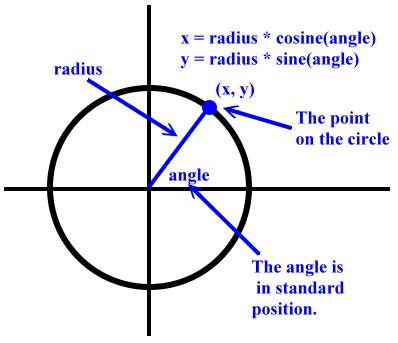 x = radius * cosine(angle)
y = radius * sine(angle)
radius
(x, y)
The point
on the circle
angle
The angle is
in standard
position.